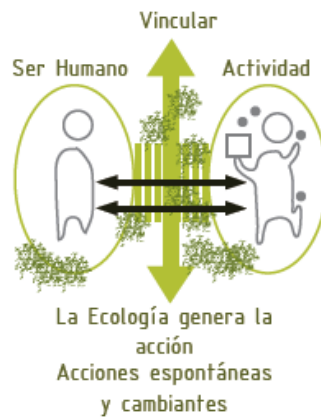 Vincular
Ser Humano
Actividad
La Ecología genera la
acción
Acciones espontáneas
y cambiantes